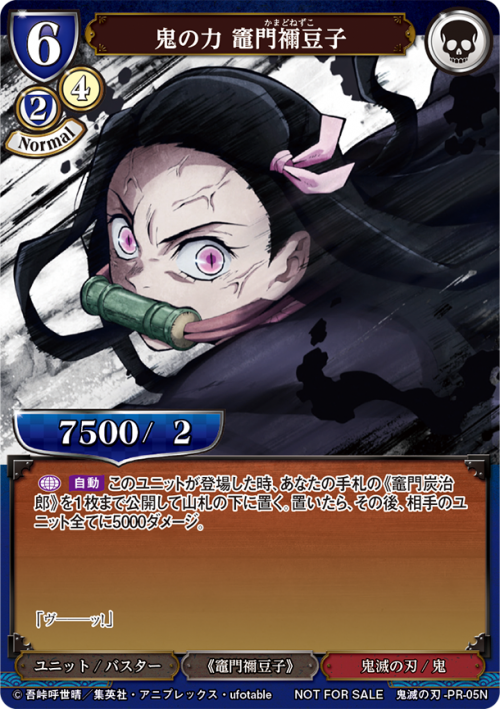 6
かまどねずこ
鬼の力 竈門禰豆子
2
4
Normal
7500/ 2
自動 このユニットが登場した時、あなたの手札の《竈門炭治
郎》を1枚まで公開して山札の下に置く。置いたら、その後、相手のユ
ニット全てに5000ダメージ。
「ヴ――ッ!」
ユニット/バスター
《竈門禰豆子》
鬼滅の刃/鬼
© 吾峠呼世晴／集英社・アニプレックス・ufotable
NOT FOR SALE
鬼滅の刃 -PR-05N